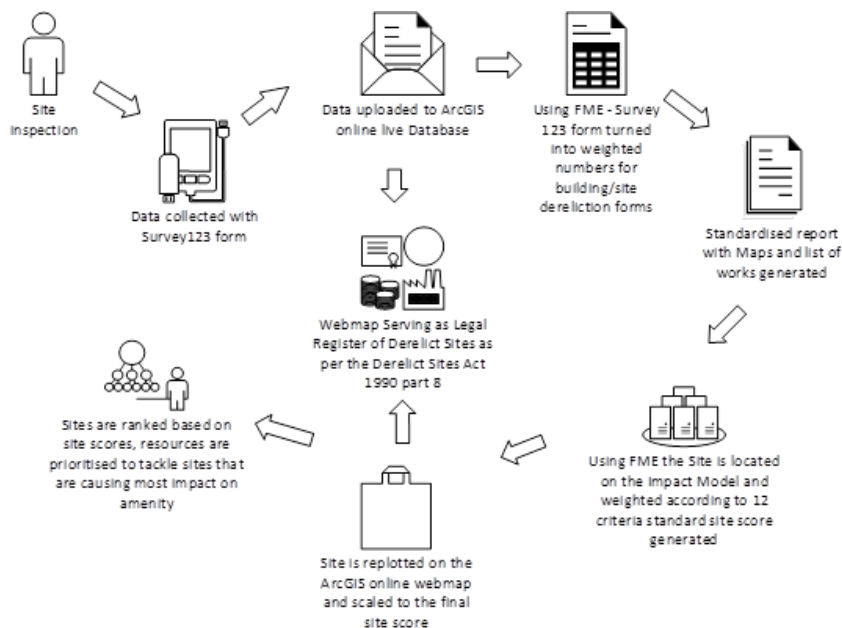 Site
Inspection
Data collected with
Survey123 form
Data uploaded to ArcGIS
online live Database
Using FME - Survey
123 form turned
into weighted
numbers for
building/site
dereliction forms
Standardised report
with Maps and list of
works generated
Using FME the Site is located
on the Impact Model and
weighted according to 12
criteria standard site score
generated
Site is replotted on the
ArcGIS online webmap
and scaled to the final
site score
Webmap Serving as Legal
Register of Derelict Sites as
per the Derelict Sites Act
1990 part 8
Sites are ranked based on
site scores, resources are
prioritised to tackle sites that
are causing most impact on
amenity